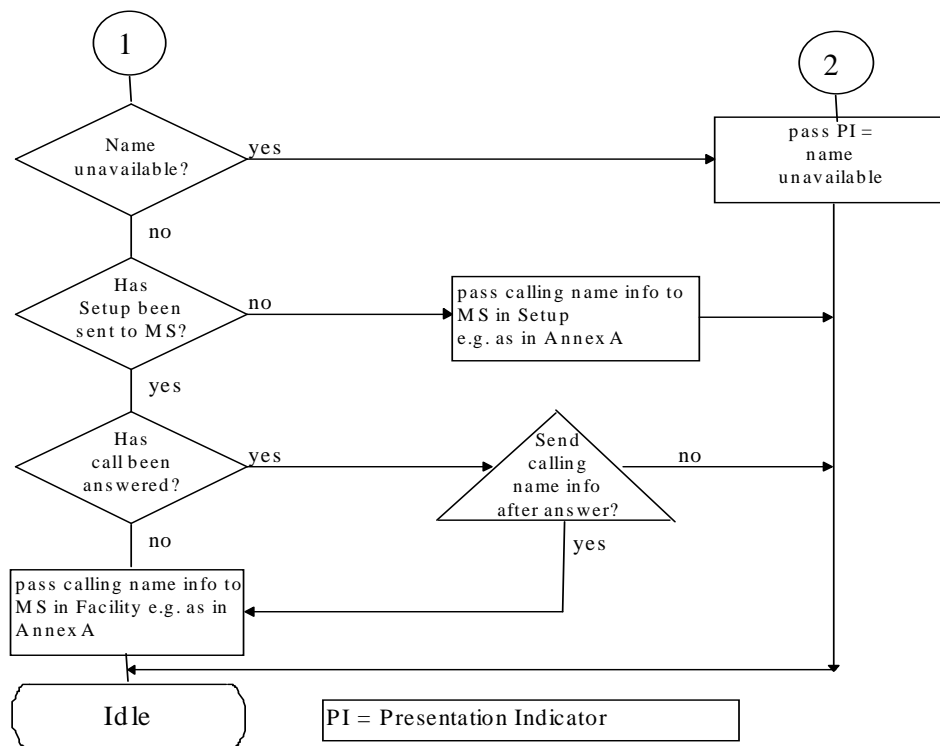 1
2
Name
unavailable?
yes
pass PI =
name
unavailable
no
Has
Setup been
sent to MS?
no
pass calling name info to
MS in Setup
e.g. as in Annex A
yes
Has
call been
answered?
yes
Send
calling
name info
after answer?
no
no
yes
pass calling name info to
MS in Facility e.g. as in
Annex A
Idle
PI = Presentation Indicator